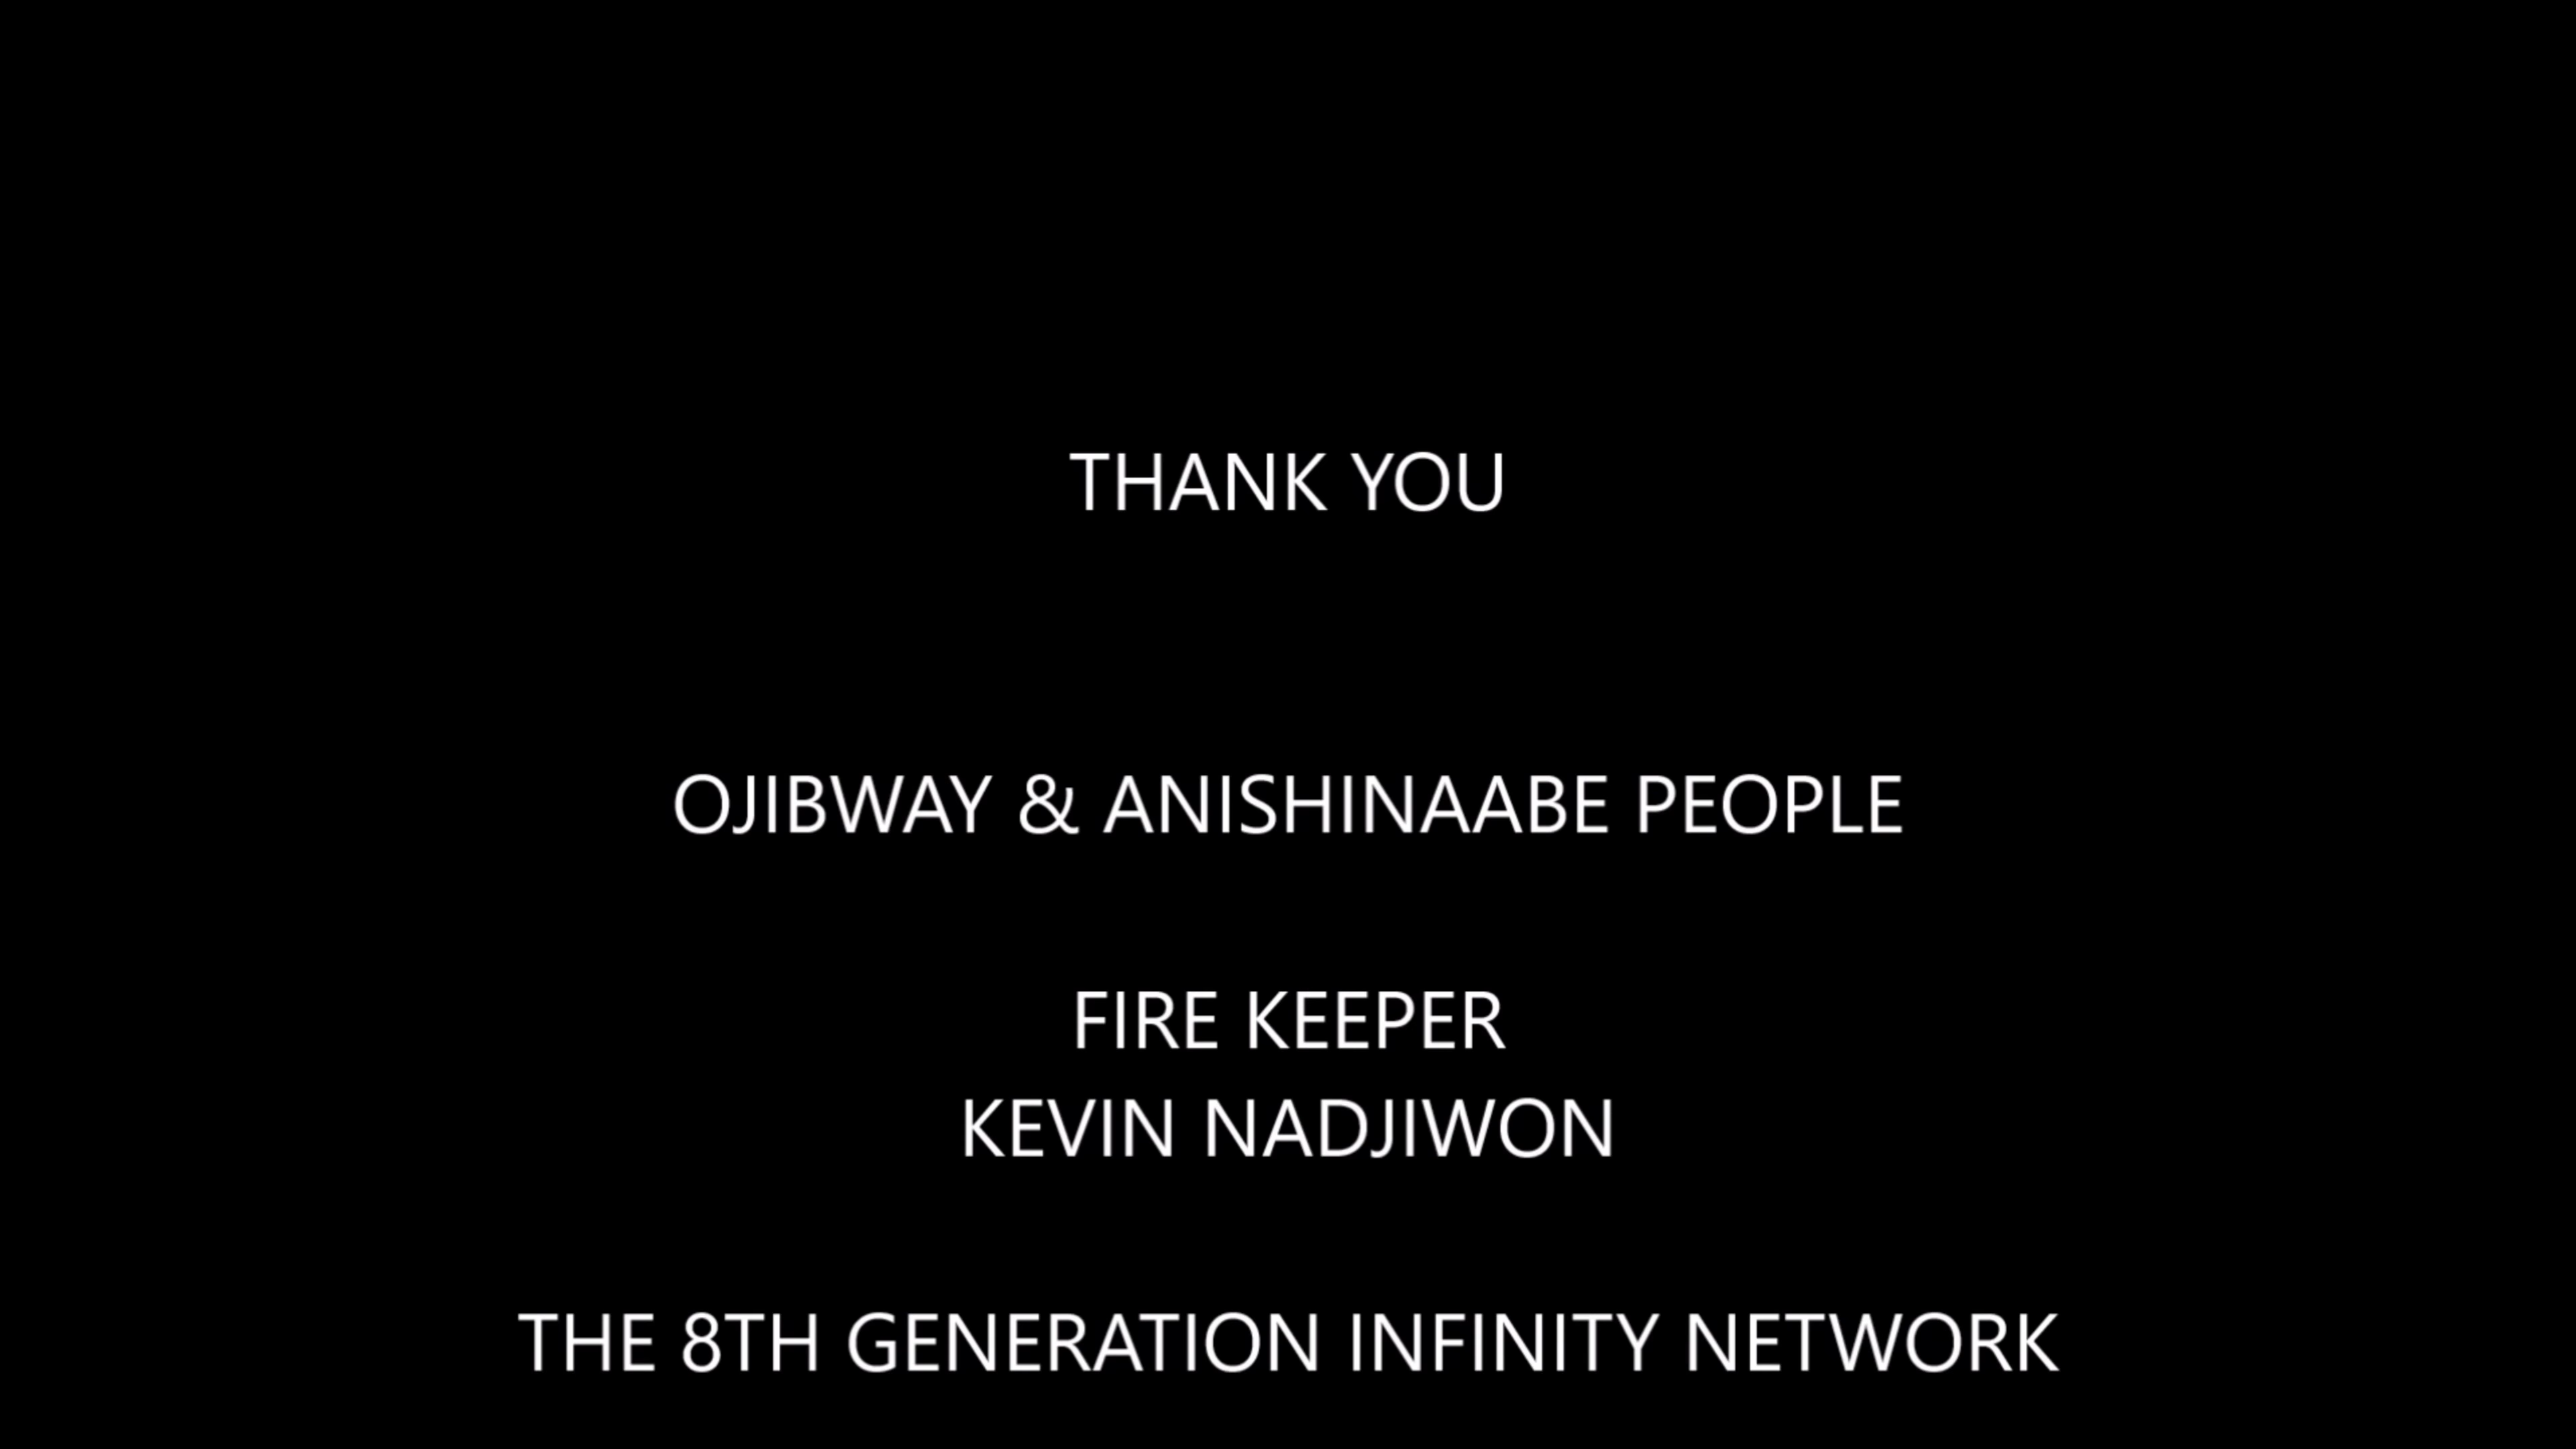 THANK YOU
OJIBWAY & ANISHINAABE PEOPLE
FIRE KEEPER
KEVIN NADJIWON
THE 8TH GENERATION INFINITY NETWORK